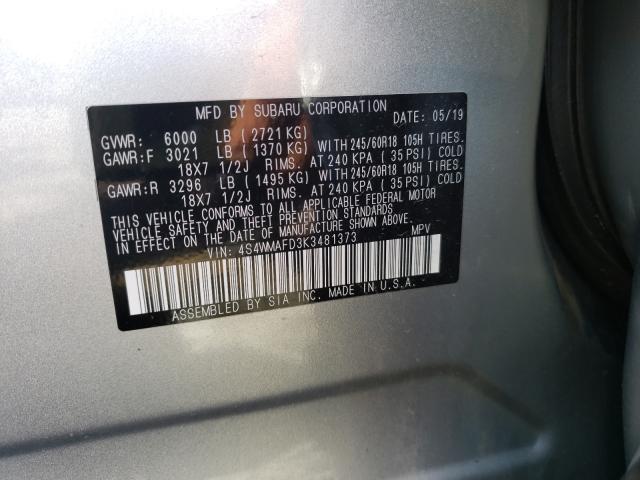 MFD BY SUBARU CORPORATION DATE: 05/19
GVWR: 6000 LB (2721 KG)
GAWR:F 3021 LB (1370 KG) WITH 245/60R18 105H TIRES.
18X7 1/2J RIMS. AT 240 KPA (35 PSI) COLD
GAWR:R 3296 LB (1495 KG) WITH 245/60R18 105H TIRES.
18X7 1/2J RIMS. AT 240 KPA (35 PSI) COLD
THIS VEHICLE CONFORMS TO ALL APPLICABLE FEDERAL MOTOR
VEHICLE SAFETY AND THEFT PREVENTION STANDARDS
IN EFFECT ON THE DATE OF MANUFACTURE SHOWN ABOVE.
VIN: 4S4WMAFD3K3481373 MPV
ASSEMBLED BY SIA INC. MADE IN U.S.A.